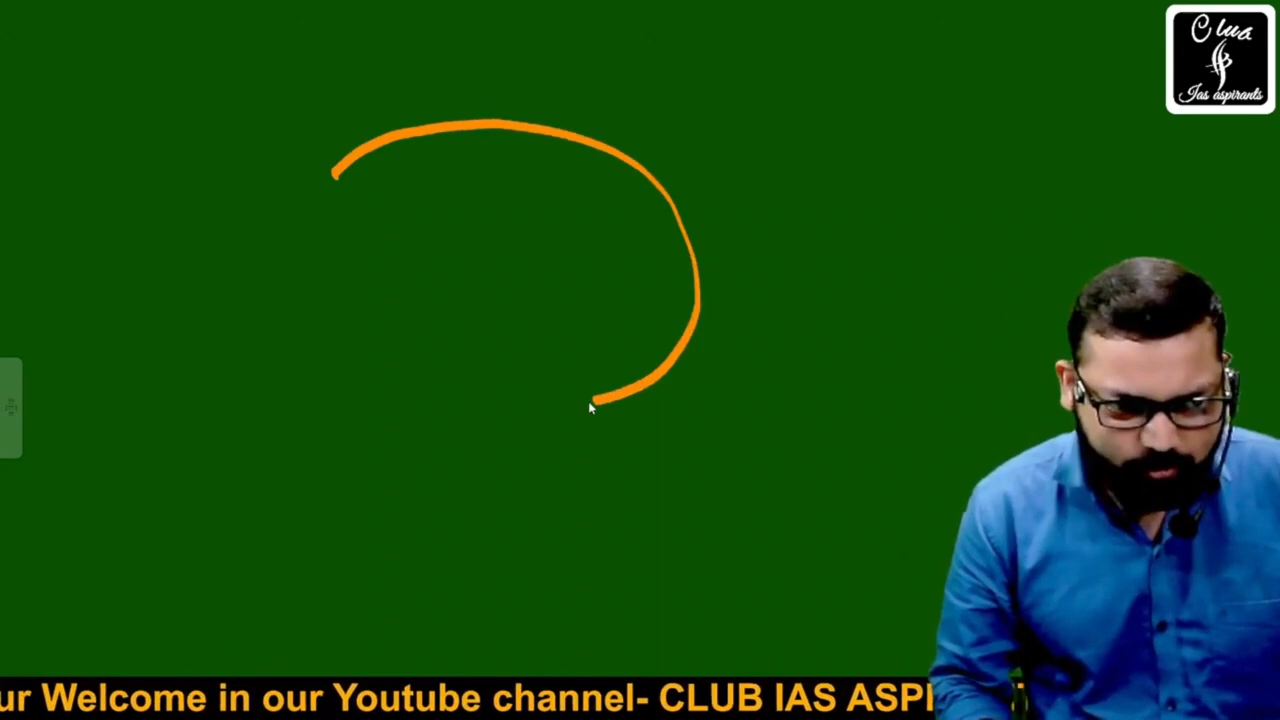 Club
Ias aspirants
ur Welcome in our Youtube channel- CLUB IAS ASPI